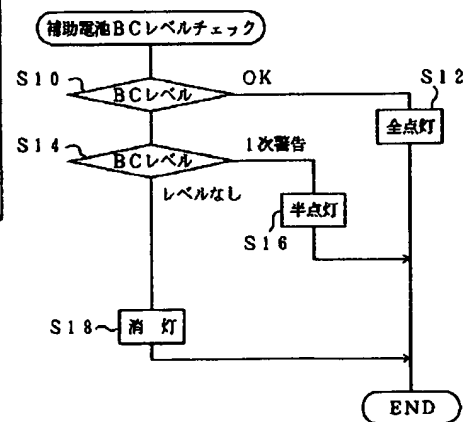 補助電池BCレベルチェック
S10
BCレベル
OK
S12
全点灯
S14
BCレベル
1次警告
レベルなし
半点灯
S16
S18
消 灯
END